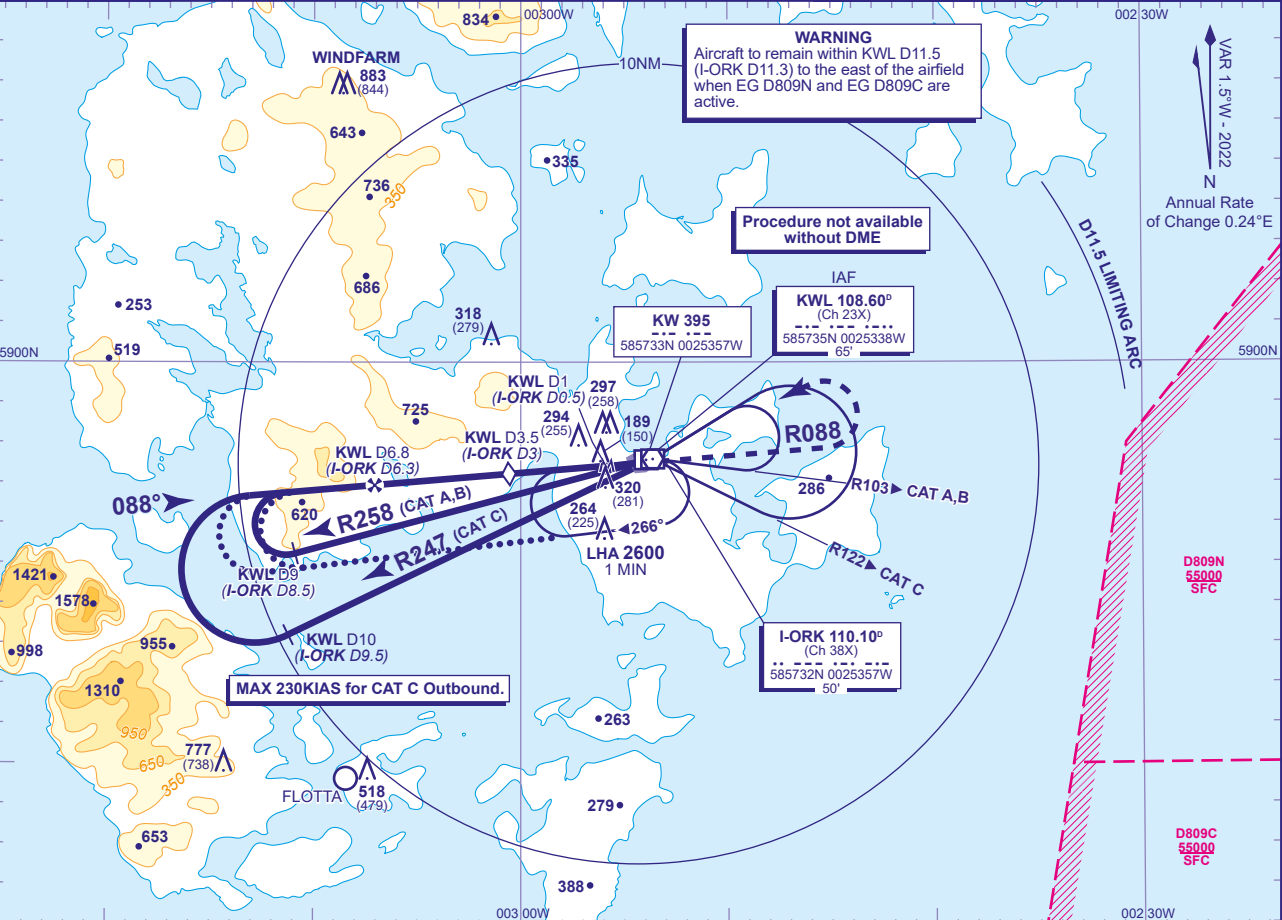 834
00300W
002 30W
WARNING
Aircraft to remain within KWL D11.5
(I-ORK D11.3) to the east of the airfield
when EG D809N and EG D809C are
active.
VAR 1.5°W - 2022
N
Annual Rate
of Change 0.24°E
WINDFARM
883
(844)
10NM
643
335
736
350
Procedure not available
without DME
D11.5 LIMITING ARC
686
253
IAF
KWL 108.60ᴰ
(Ch 23X)
-·- ·-- ·-··
585735N 0025338W
65'
318
(279)
KW 395
-·- ·--
585733N 0025357W
519
5900N
5900N
KWL D1
(I-ORK D0.5)
297
(258)
294
(255)
189
(150)
725
KWL D3.5
(I-ORK D3)
KWL D6.8
(I-ORK D6.3)
R088
088°
620
R258 (CAT A,B)
R247 (CAT C)
320
(281)
286
R103 CAT A,B
264
(225)
266°
LHA 2600
1 MIN
R122 CAT C
KWL D9
(I-ORK D8.5)
D809N
55000
SFC
1421
1578
998
955
KWL D10
(I-ORK D9.5)
I-ORK 110.10ᴰ
(Ch 38X)
·· --- ·-· -·-
585732N 0025357W
50'
1310
MAX 230KIAS for CAT C Outbound.
263
950
650
350
777
(738)
FLOTTA
518
(479)
279
653
D809C
55000
SFC
388
003 00W
002 30W